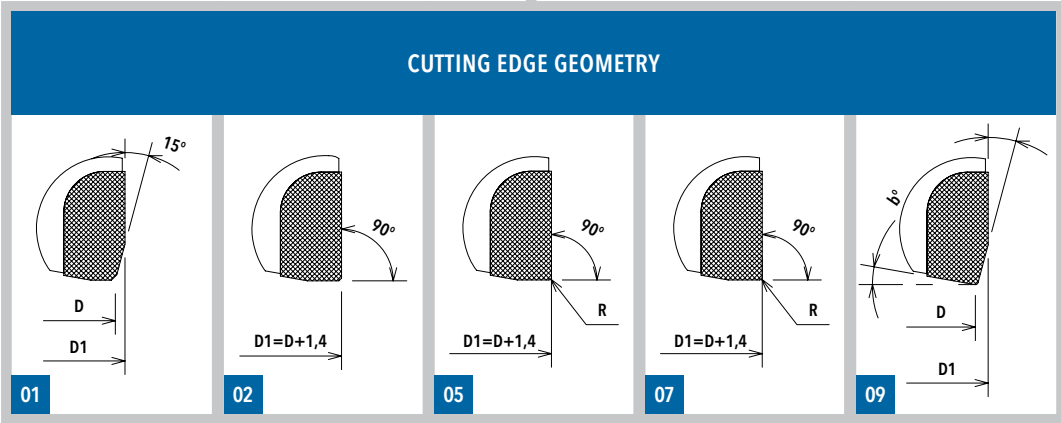 CUTTING EDGE GEOMETRY
15°
D
D1
01
90°
D1=D+1,4
02
90°
R
D1=D+1,4
05
90°
R
D1=D+1,4
07
b°
D
D1
09